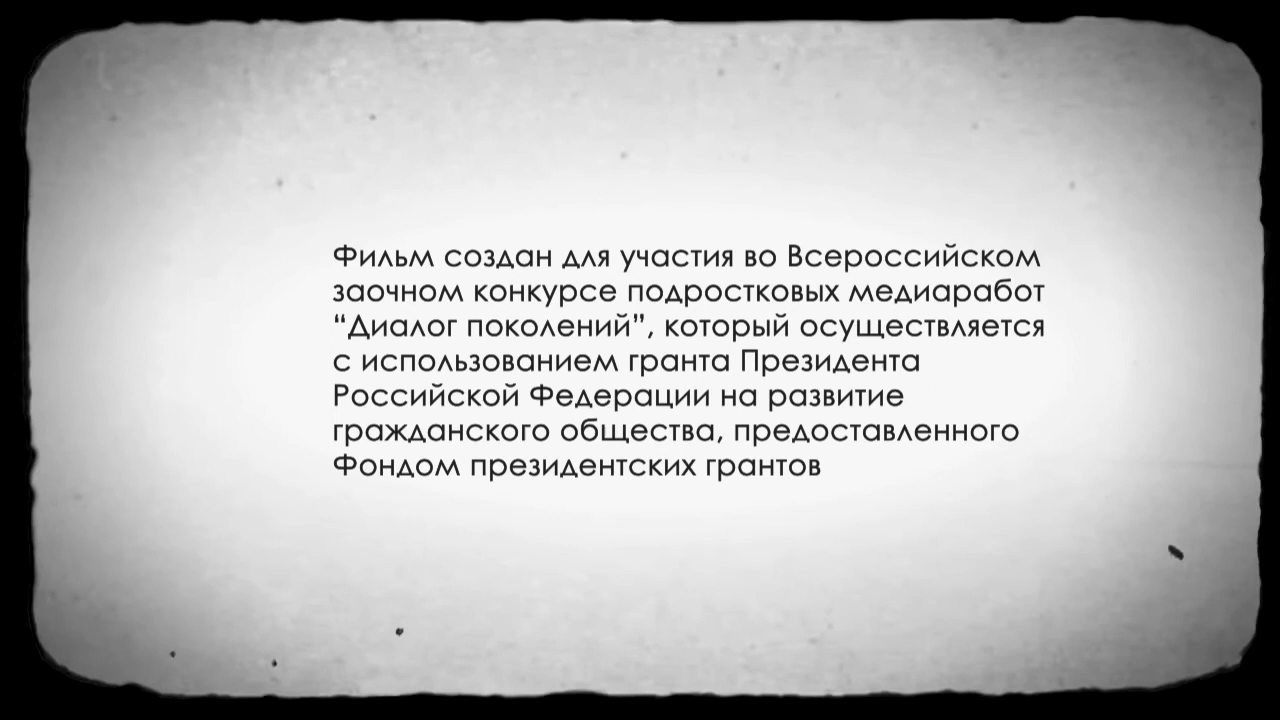 Фильм создан для участия во Всероссийском
заочном конкурсе подростковых медиаработ
“Диалог поколений”, который осуществляется
с использованием гранта Президента
Российской Федерации на развитие
гражданского общества, предоставленного
Фондом президентских грантов